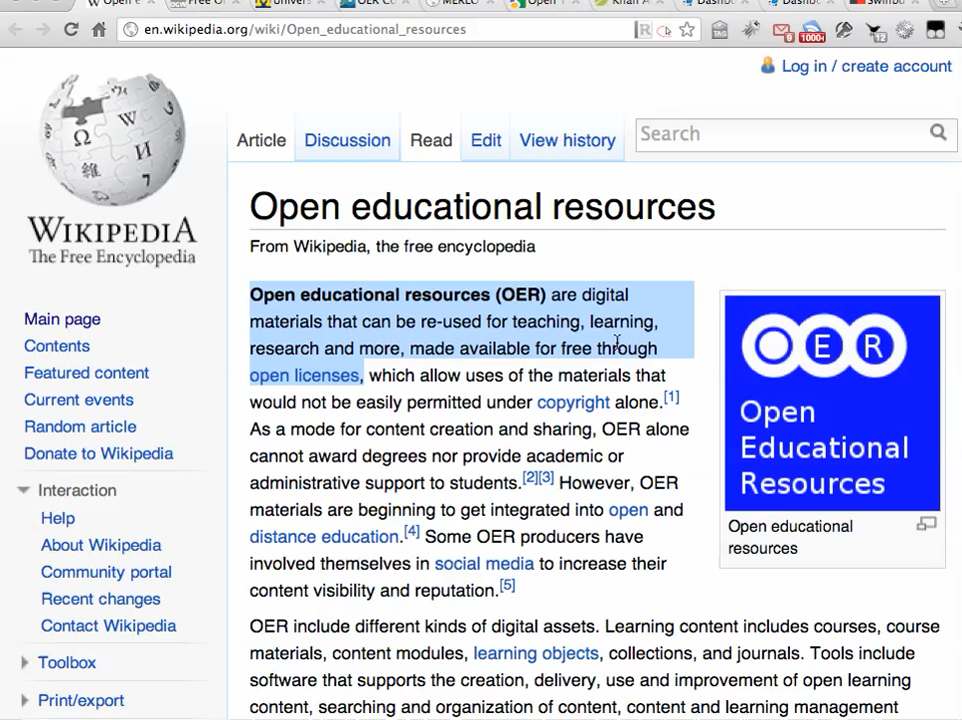 en.wikipedia.org/wiki/Open_educational_resources
Log in / create account
Article Discussion Read Edit View history Search
WIKIPEDIA
The Free Encyclopedia
Open educational resources
From Wikipedia, the free encyclopedia
Open educational resources (OER) are digital
materials that can be re-used for teaching, learning,
research and more, made available for free through
open licenses, which allow uses of the materials that
would not be easily permitted under copyright alone.[1]
As a mode for content creation and sharing, OER alone
cannot award degrees nor provide academic or
administrative support to students.[2][3] However, OER
materials are beginning to get integrated into open and
distance education.[4] Some OER producers have
involved themselves in social media to increase their
content visibility and reputation.[5]
OER
Open
Educational
Resources
Open educational
resources
OER include different kinds of digital assets. Learning content includes courses, course
materials, content modules, learning objects, collections, and journals. Tools include
software that supports the creation, delivery, use and improvement of open learning
content, searching and organization of content, content and learning management
Main page
Contents
Featured content
Current events
Random article
Donate to Wikipedia
Interaction
Help
About Wikipedia
Community portal
Recent changes
Contact Wikipedia
Toolbox
Print/export